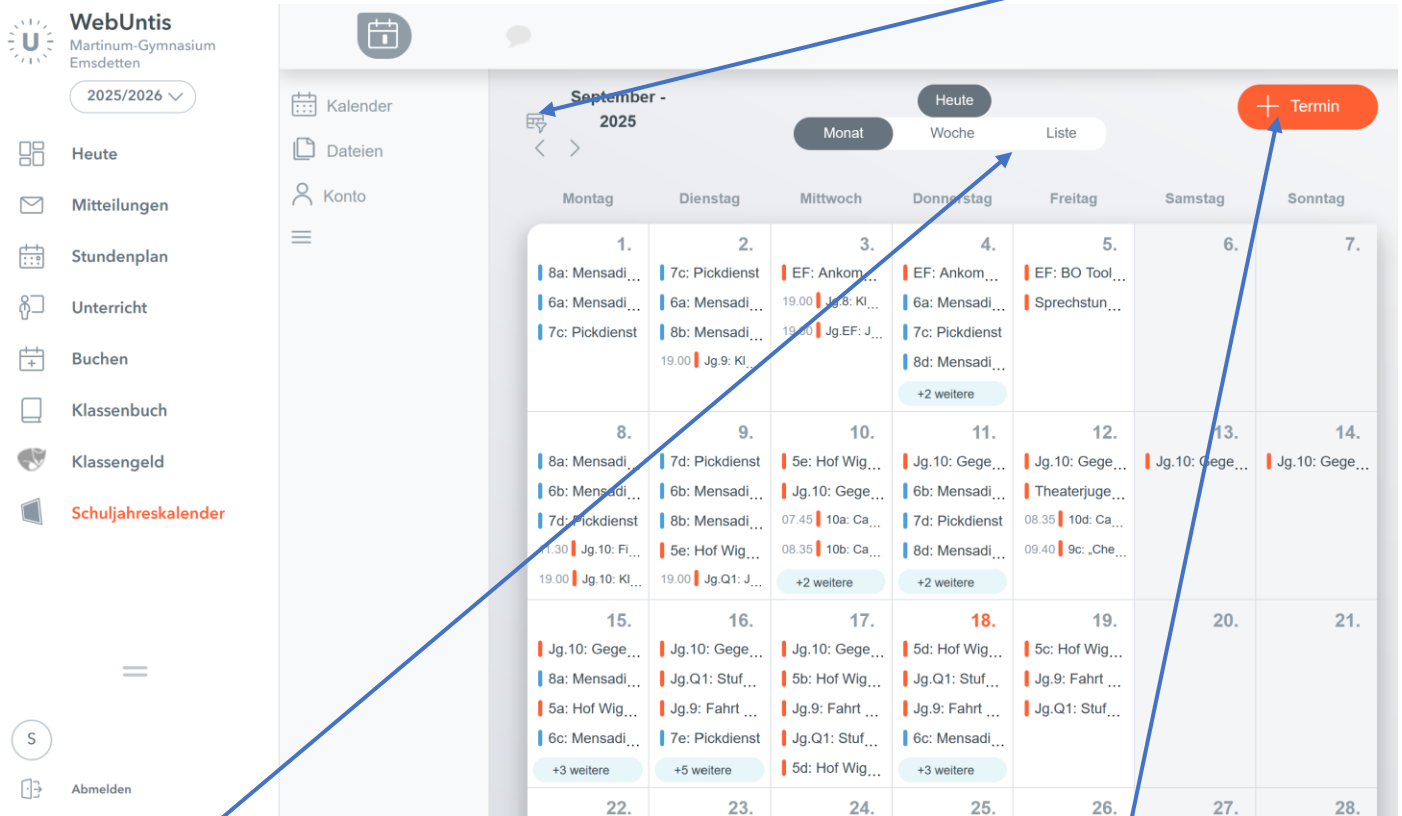 WebUntis
Martinum-Gymnasium
Emsdetten
2025/2026
Heute
Mitteilungen
Stundenplan
Unterricht
Buchen
Klassenbuch
Klassengeld
Schuljahreskalender
U
S
Abmelden
Kalender
Dateien
Konto
September -
2025
Heute
Monat Woche Liste
+ Termin
Montag Dienstag Mittwoch Donnerstag Freitag Samstag Sonntag
1. 2. 3. 4. 5. 6. 7.
8a: Mensadi... 7c: Pickdienst EF: Ankom... EF: Ankom... EF: BO Tool...
6a: Mensadi... 6a: Mensadi... 19.00 Jg.8: Kl... 6a: Mensadi... Sprechstun...
7c: Pickdienst 8b: Mensadi... 19.00 Jg.EF: J... 7c: Pickdienst
19.00 Jg.9: Kl... 8d: Mensadi...
+2 weitere
8. 9. 10. 11. 12. 13. 14.
8a: Mensadi... 7d: Pickdienst 5e: Hof Wig... Jg.10: Gege... Jg.10: Gege... Jg.10: Gege... Jg.10: Gege...
6b: Mensadi... 6b: Mensadi... Jg.10: Gege... 6b: Mensadi... Theaterjuge...
7d: Pickdienst 8b: Mensadi... 07.45 10a: Ca... 7d: Pickdienst 08.35 10d: Ca...
11.30 Jg.10: Fi... 5e: Hof Wig... 08.35 10b: Ca... 8d: Mensadi... 09.40 9c: „Che...
19.00 Jg.10: Kl... 19.00 Jg.Q1: J... +2 weitere +2 weitere
15. 16. 17. 18. 19. 20. 21.
Jg.10: Gege... Jg.10: Gege... Jg.10: Gege... 5d: Hof Wig... 5c: Hof Wig...
8a: Mensadi... Jg.Q1: Stuf... 5b: Hof Wig... Jg.Q1: Stuf... Jg.9: Fahrt ...
5a: Hof Wig... Jg.9: Fahrt ... Jg.9: Fahrt ... Jg.9: Fahrt ... Jg.Q1: Stuf...
6c: Mensadi... 7e: Pickdienst Jg.Q1: Stuf... 6c: Mensadi...
+3 weitere +5 weitere 5d: Hof Wig... +3 weitere
22. 23. 24. 25. 26. 27. 28.